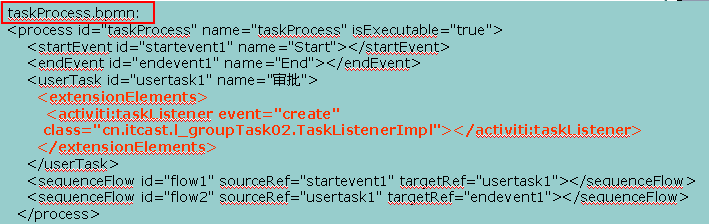 taskProcess.bpmn:
<process id="taskProcess" name="taskProcess" isExecutable="true">
<startEvent id="startevent1" name="Start"></startEvent>
<endEvent id="endevent1" name="End"></endEvent>
<userTask id="usertask1" name="审批">
<extensionElements>
<activiti:taskListener event="create"
class="cn.itcast.l_groupTask02.TaskListenerImpl"></activiti:taskListener>
</extensionElements>
</userTask>
<sequenceFlow id="flow1" sourceRef="startevent1" targetRef="usertask1"></sequenceFlow>
<sequenceFlow id="flow2" sourceRef="usertask1" targetRef="endevent1"></sequenceFlow>
</process>